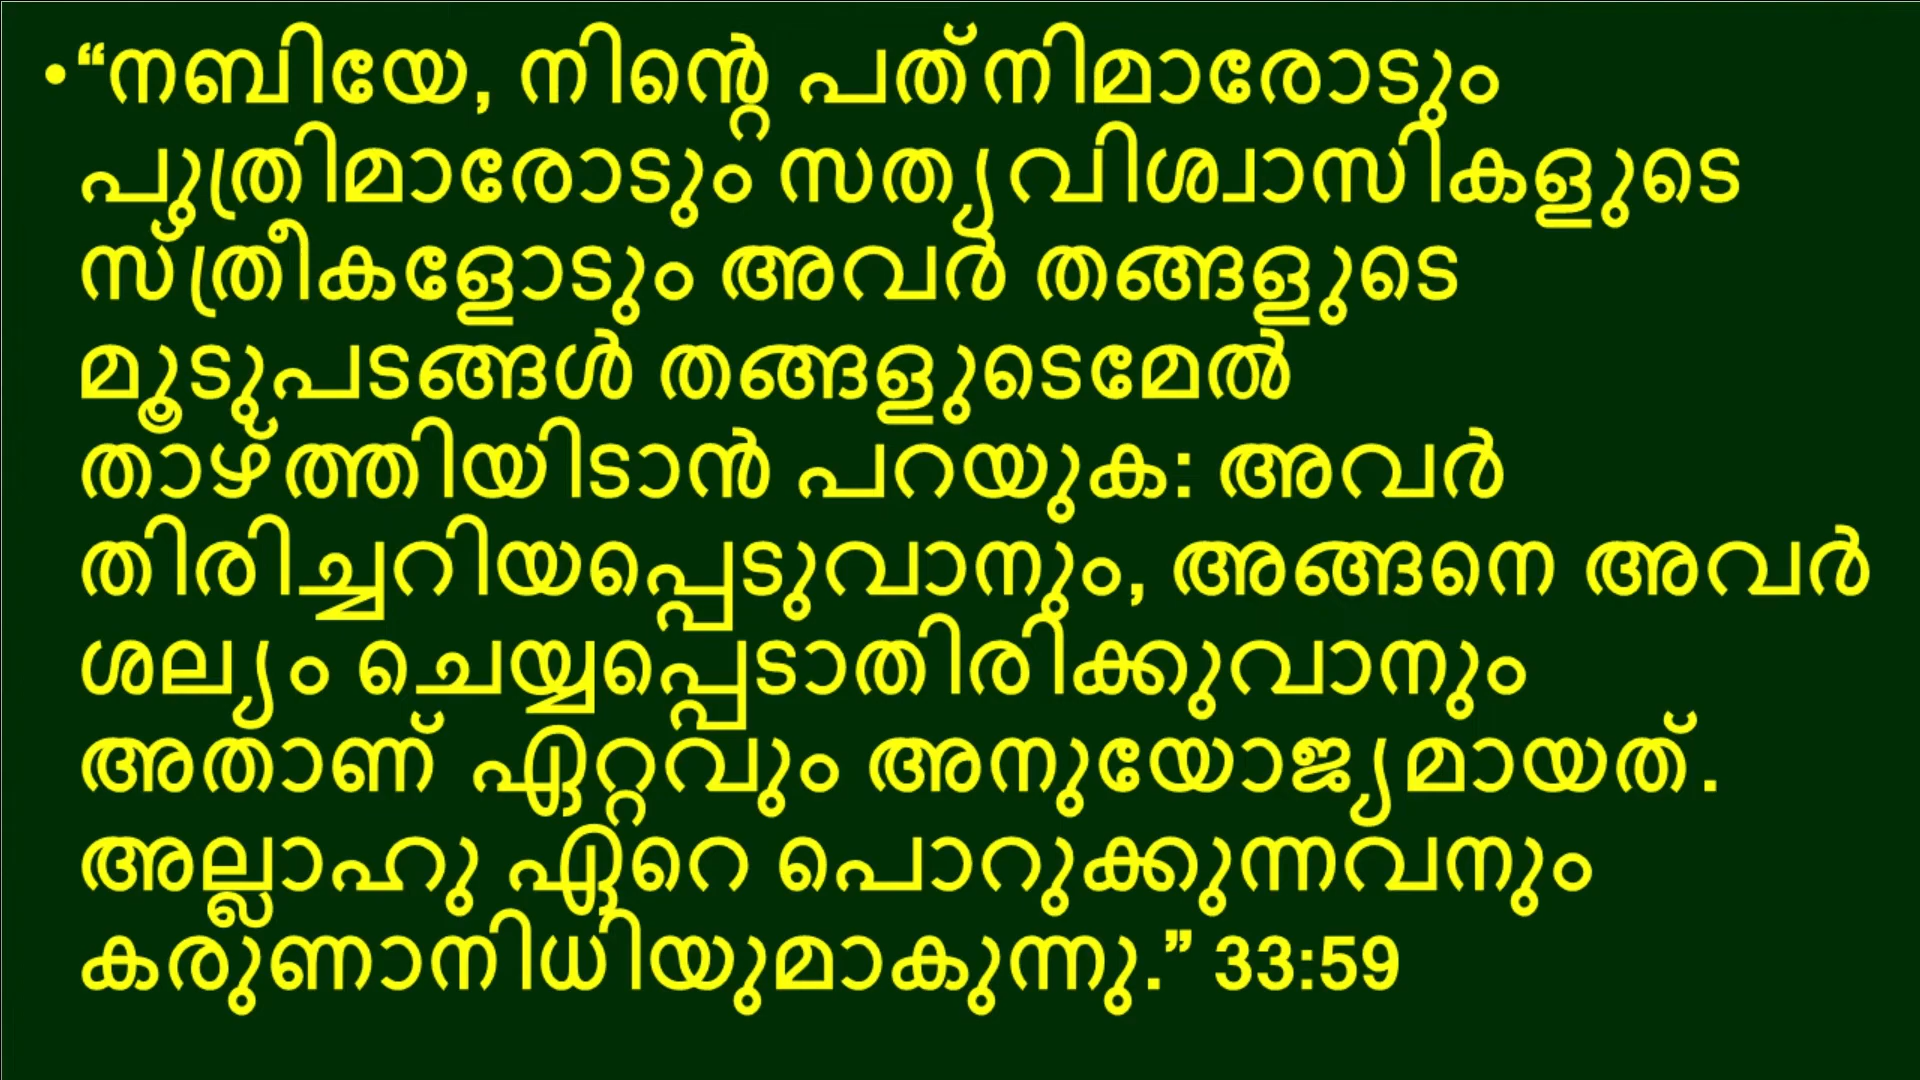 •“നബിയേ, നിന്റെ പത്‌നിമാരോടും
പുത്രിമാരോടും സത്യവിശ്വാസികളുടെ
സ്ത്രീകളോടും അവർ തങ്ങളുടെ
മൂടുപടങ്ങൾ തങ്ങളുടെമേൽ
താഴ്ത്തിയിടാൻ പറയുക: അവർ
തിരിച്ചറിയപ്പെടുവാനും, അങ്ങനെ അവർ
ശല്യം ചെയ്യപ്പെടാതിരിക്കുവാനും
അതാണ് ഏറ്റവും അനുയോജ്യമായത്.
അല്ലാഹു ഏറെ പൊറുക്കുന്നവനും
കരുണാനിധിയുമാകുന്നു.” 33:59